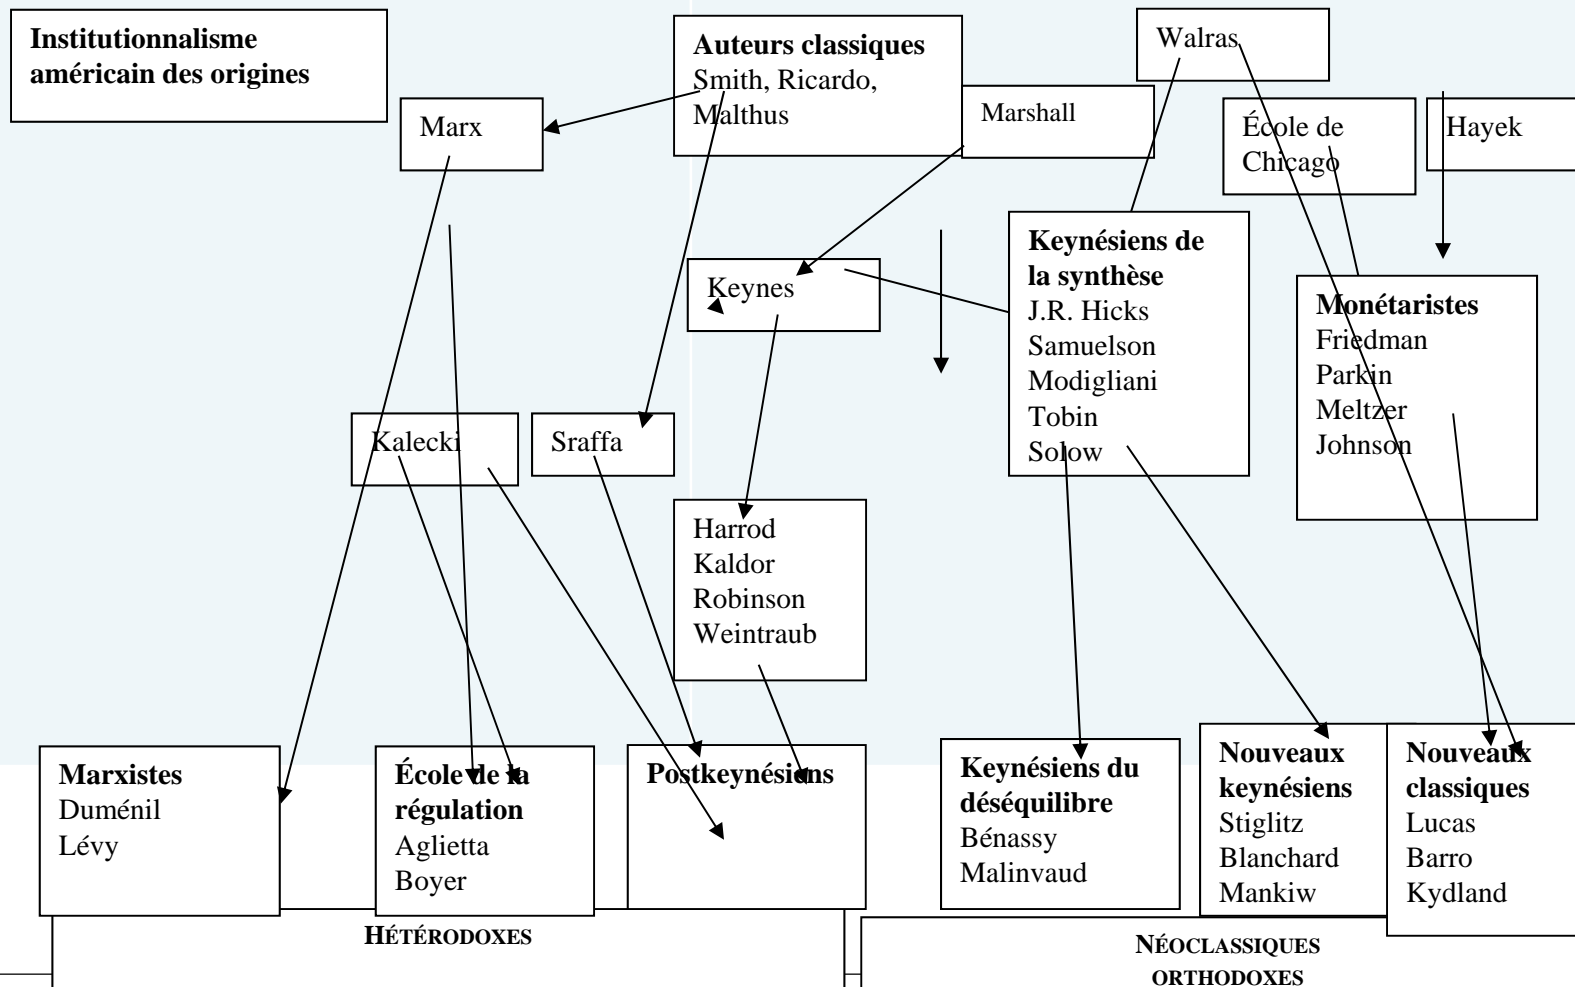 Institutionnalisme
américain des origines
Auteurs classiques
Smith, Ricardo,
Malthus
Walras
Marx
Marshall
École de
Chicago
Hayek
Keynes
Keynésiens de
la synthèse
J.R. Hicks
Samuelson
Modigliani
Tobin
Solow
Monétaristes
Friedman
Parkin
Meltzer
Johnson
Kalecki
Sraffa
Harrod
Kaldor
Robinson
Weintraub
Marxistes
Duménil
Lévy
École de la
régulation
Aglietta
Boyer
Postkeynésiens
Keynésiens du
déséquilibre
Bénassy
Malinvaud
Nouveaux
keynésiens
Stiglitz
Blanchard
Mankiw
Nouveaux
classiques
Lucas
Barro
Kydland
HÉTÉRODOXES
NÉOCLASSIQUES
ORTHODOXES